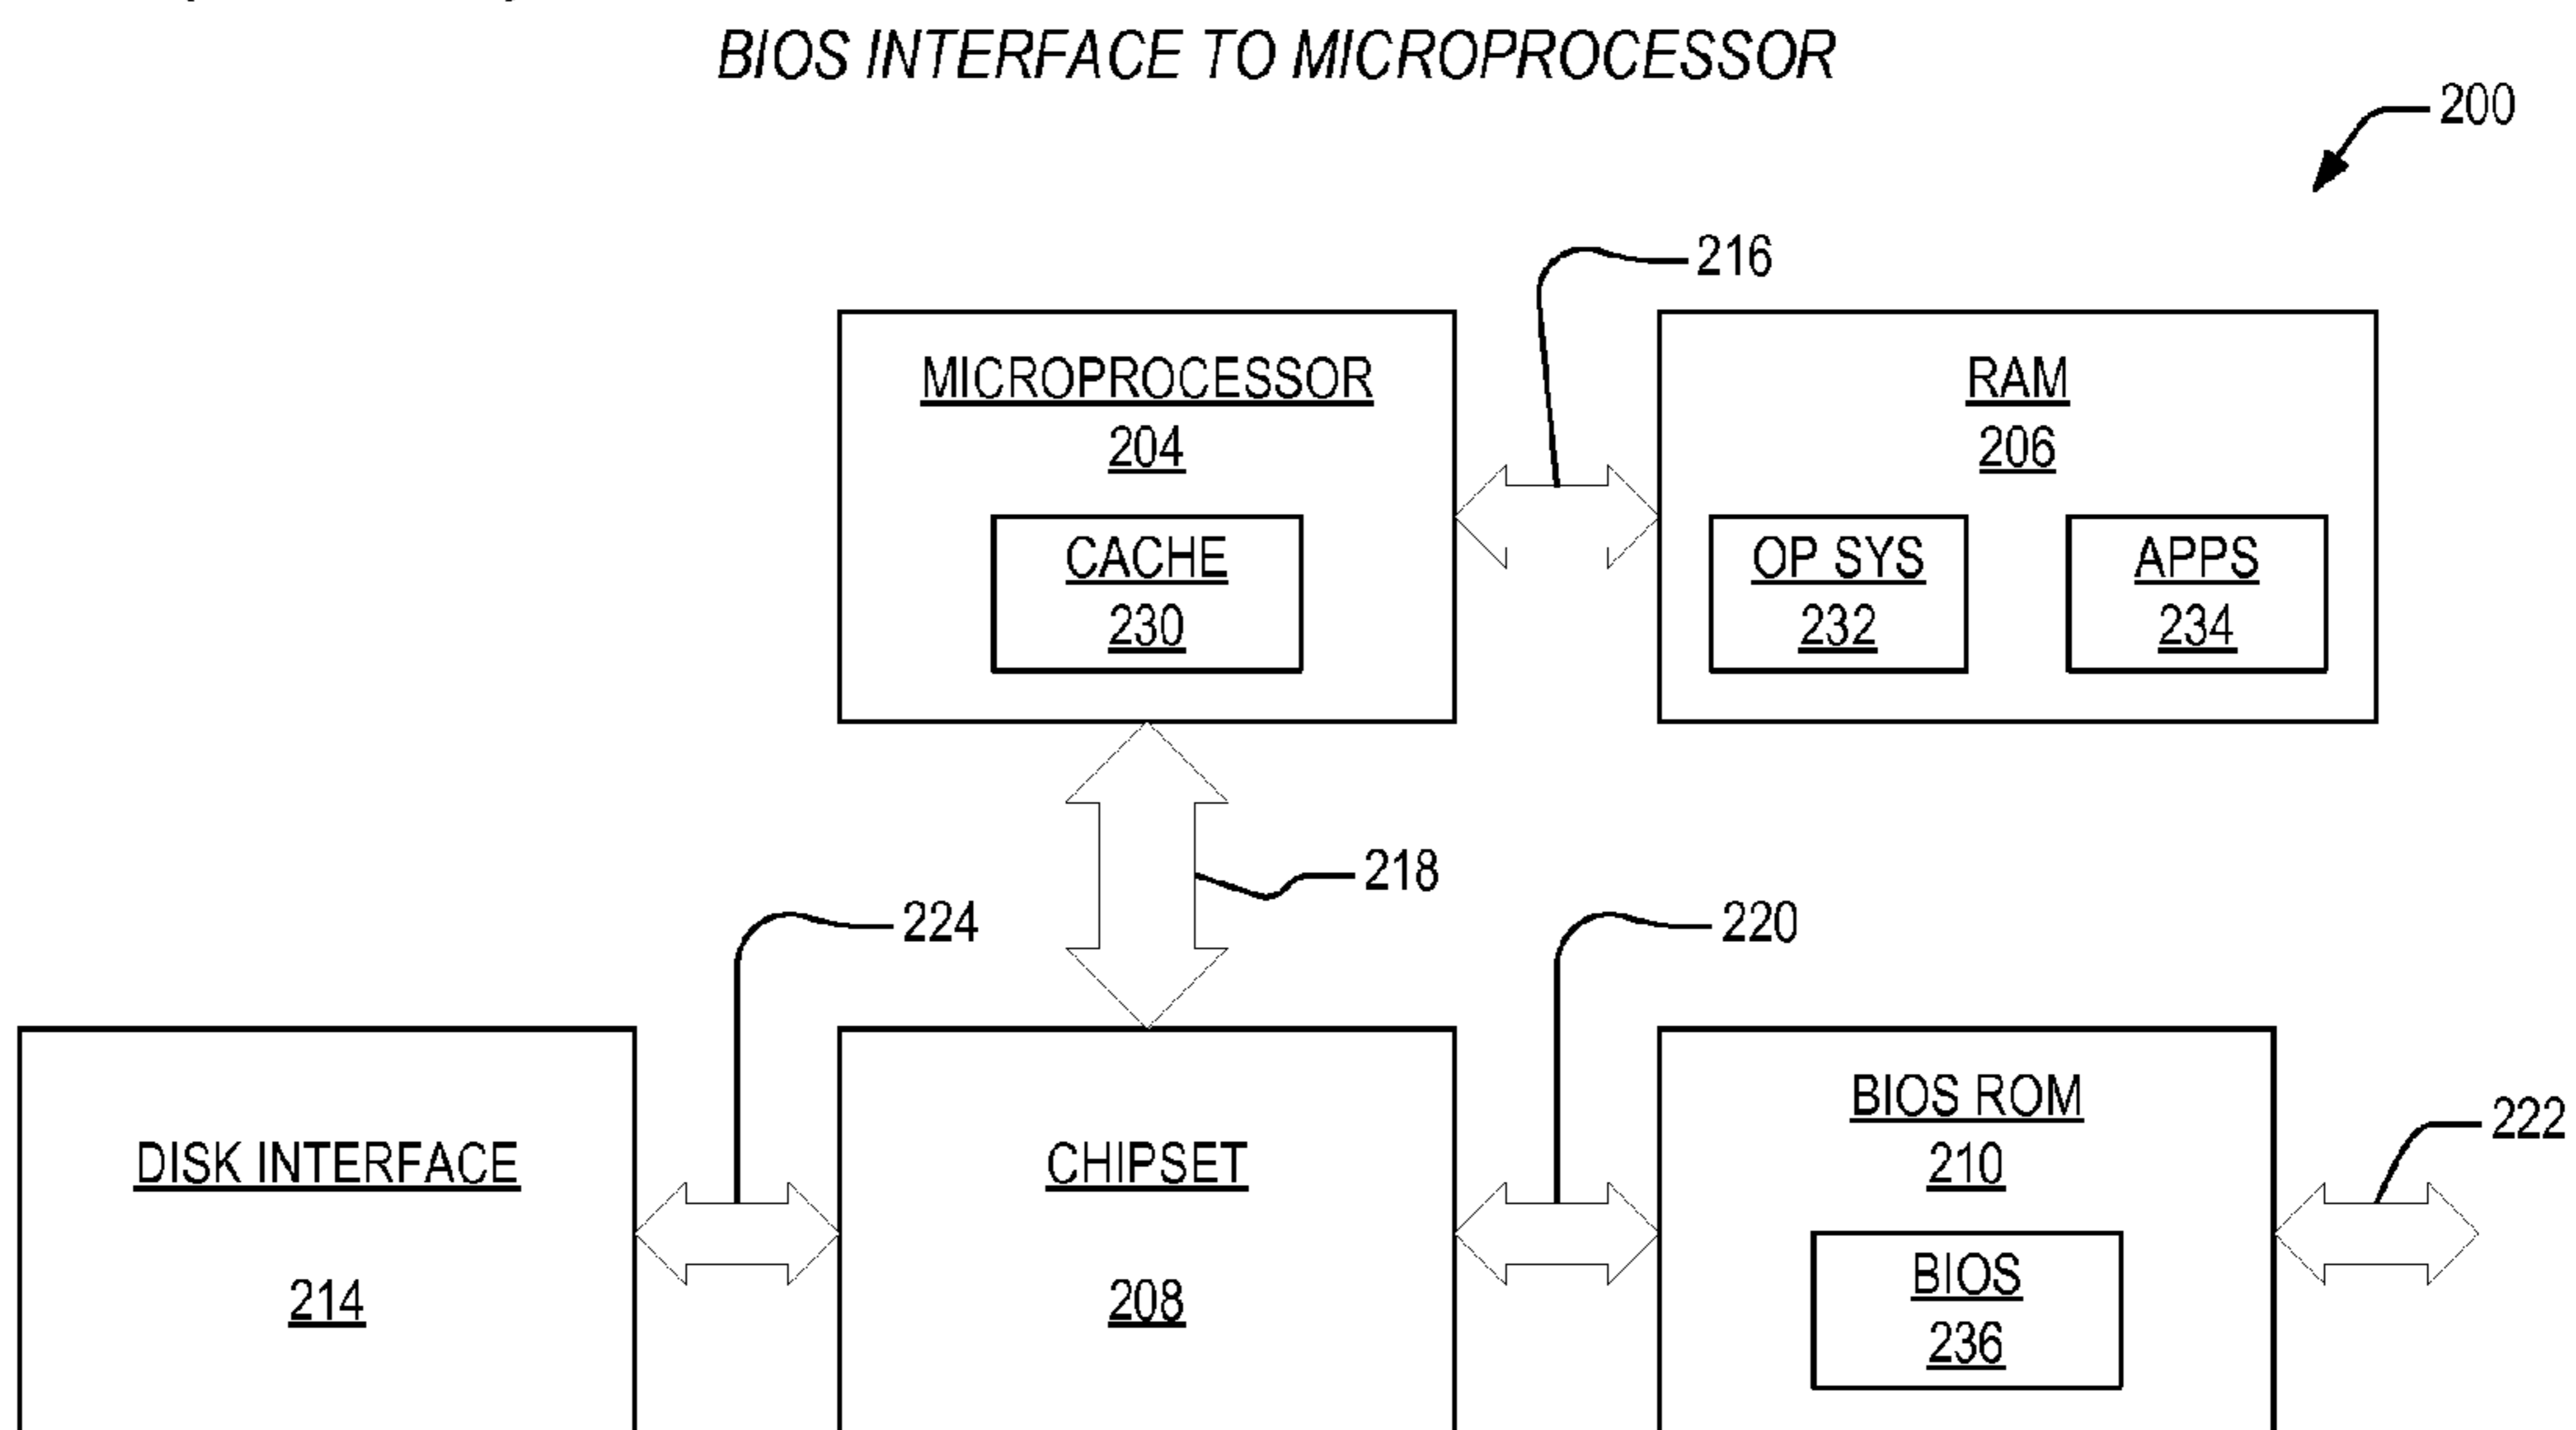 BIOS INTERFACE TO MICROPROCESSOR
200
216
MICROPROCESSOR
204
CACHE
230
RAM
206
OP SYS
232
APPS
234
218
224
220
DISK INTERFACE
214
CHIPSET
208
BIOS ROM
210
BIOS
236
222